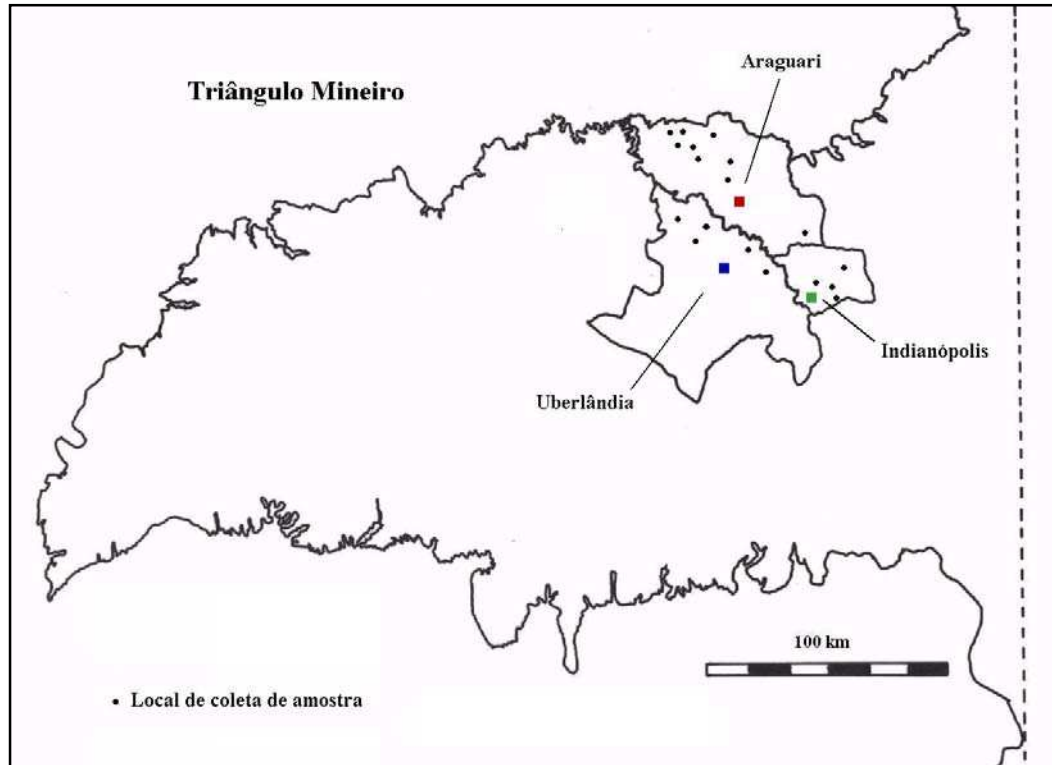 Araguari
Triângulo Mineiro
Indianópolis
Uberlândia
100 km
Local de coleta de amostra